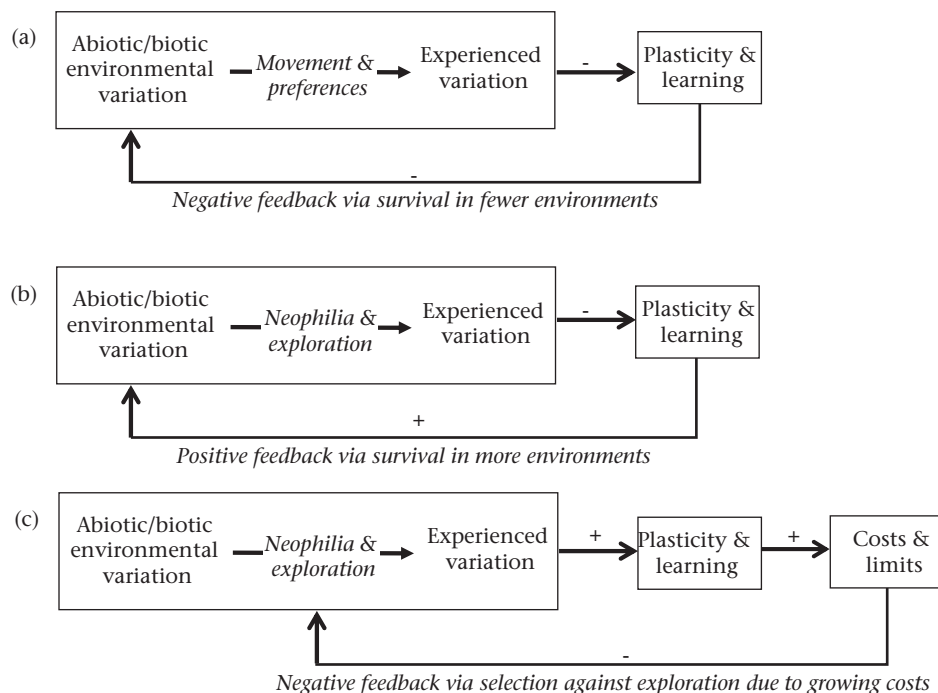 (a)
Abiotic/biotic
environmental
variation
Movement &
preferences
Experienced
variation
-
Plasticity &
learning
-
Negative feedback via survival in fewer environments
(b)
Abiotic/biotic
environmental
variation
Neophilia &
exploration
Experienced
variation
-
Plasticity &
learning
+
Positive feedback via survival in more environments
(c)
Abiotic/biotic
environmental
variation
Neophilia &
exploration
Experienced
variation
+
Plasticity &
learning
+
Costs &
limits
-
Negative feedback via selection against exploration due to growing costs